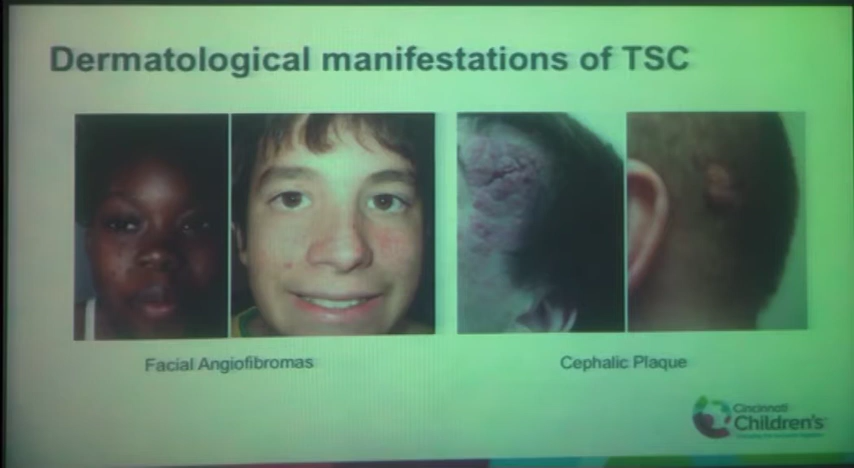 Dermatological manifestations of TSC
Facial Angiofibromas
Cephalic Plaque
Cincinnati
Children's